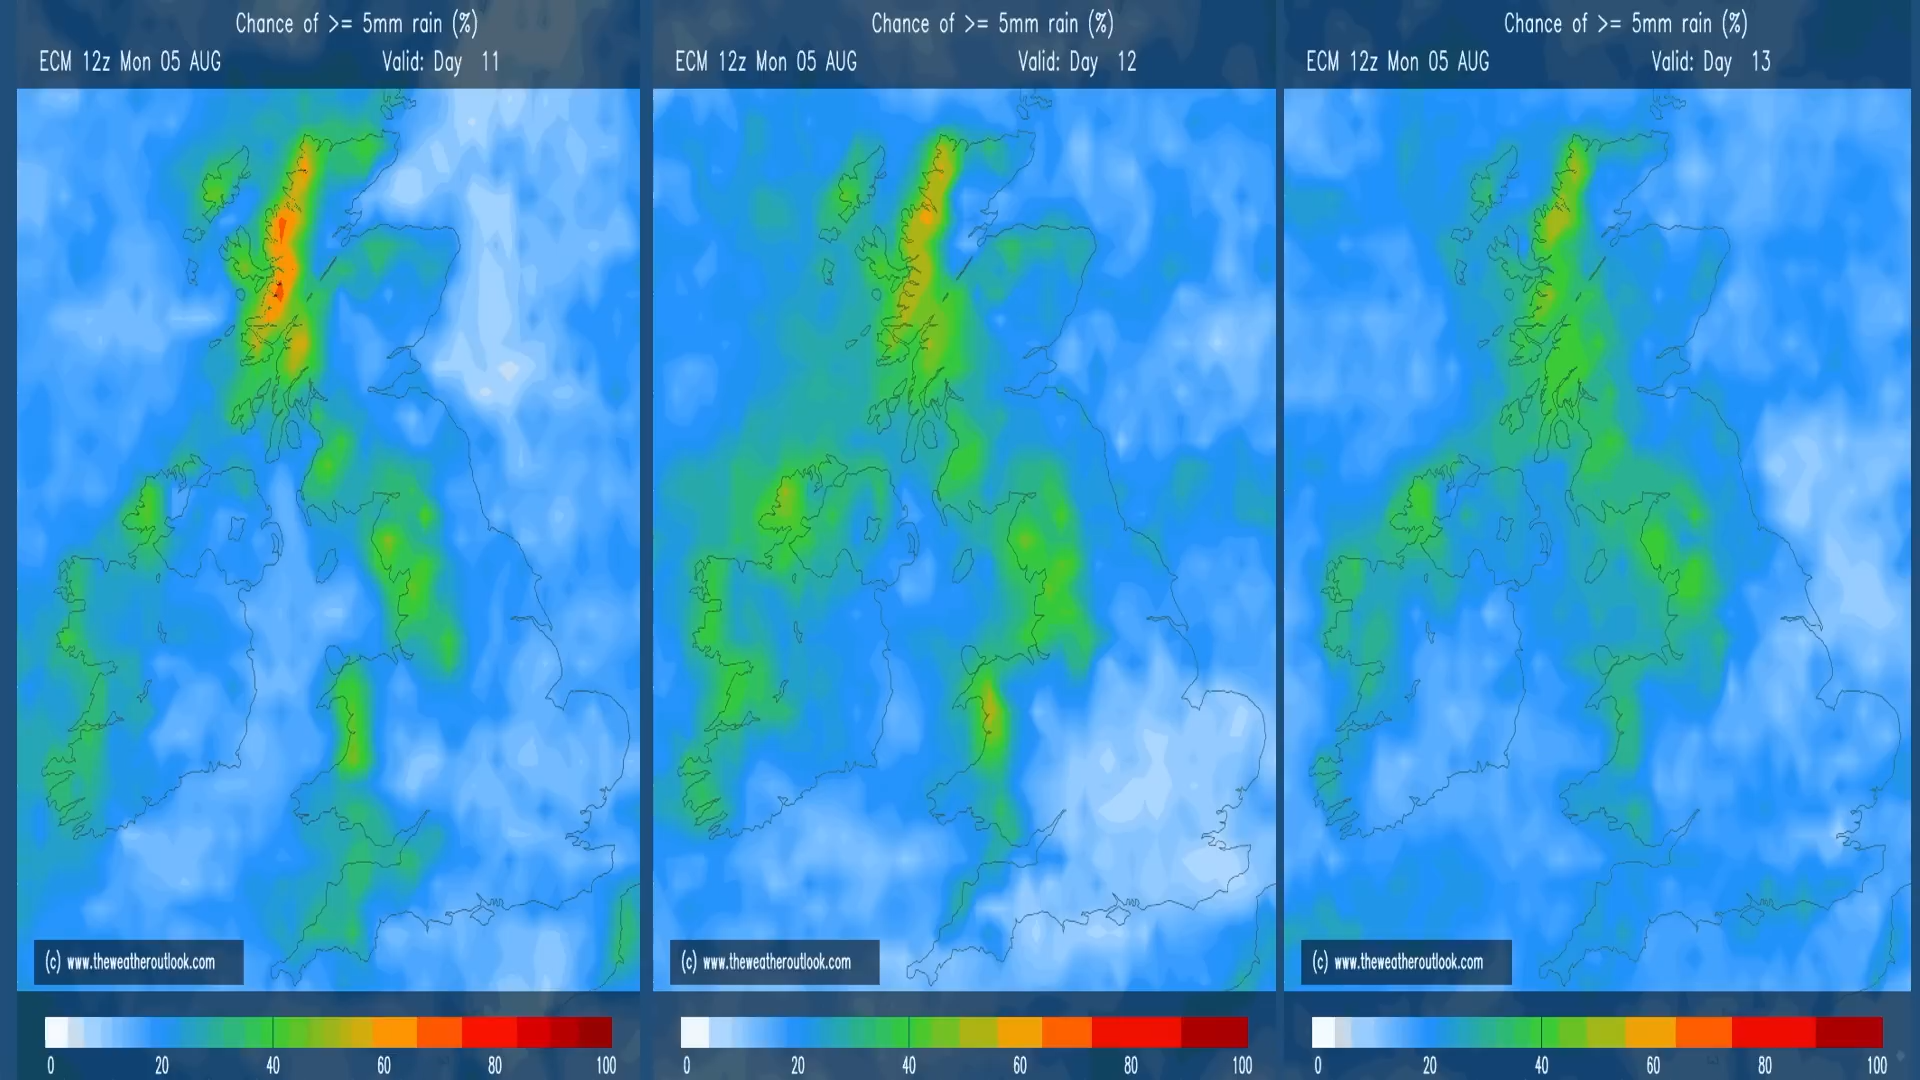 Chance of >= 5mm rain (%)
ECM 12z Mon 05 AUG Valid: Day 11
(c) www.theweatheroutlook.com
0 20 40 60 80 100
Chance of >= 5mm rain (%)
ECM 12z Mon 05 AUG Valid: Day 12
(c) www.theweatheroutlook.com
0 20 40 60 80 100
Chance of >= 5mm rain (%)
ECM 12z Mon 05 AUG Valid: Day 13
(c) www.theweatheroutlook.com
0 20 40 60 80 100